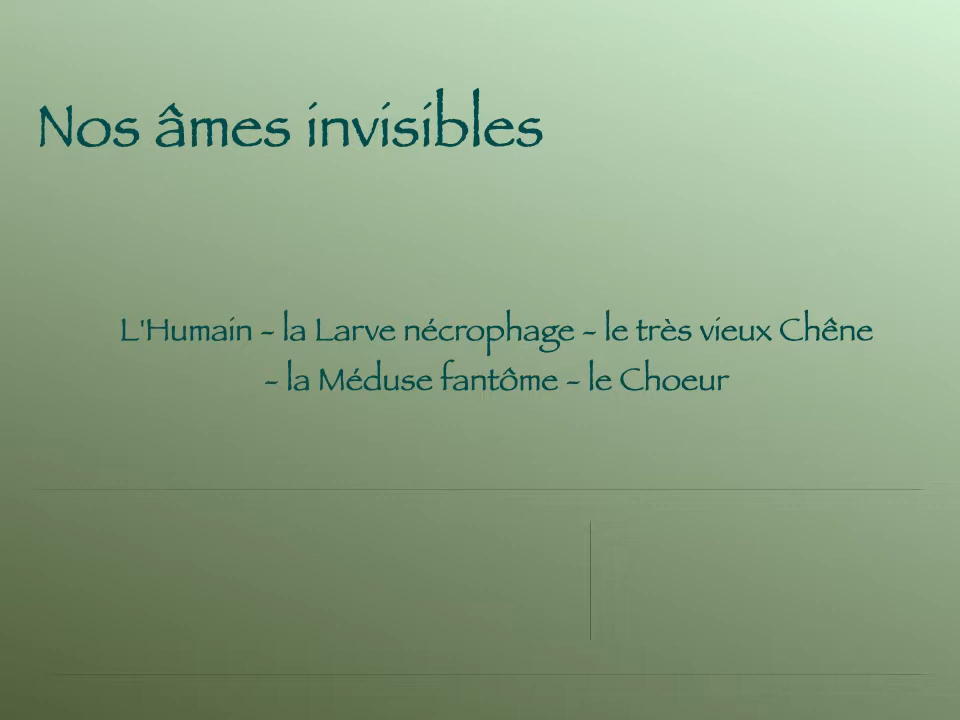 Nos âmes invisibles
L'Humain - la Larve nécrophage - le très vieux Chêne
- la Méduse fantôme - le Choeur